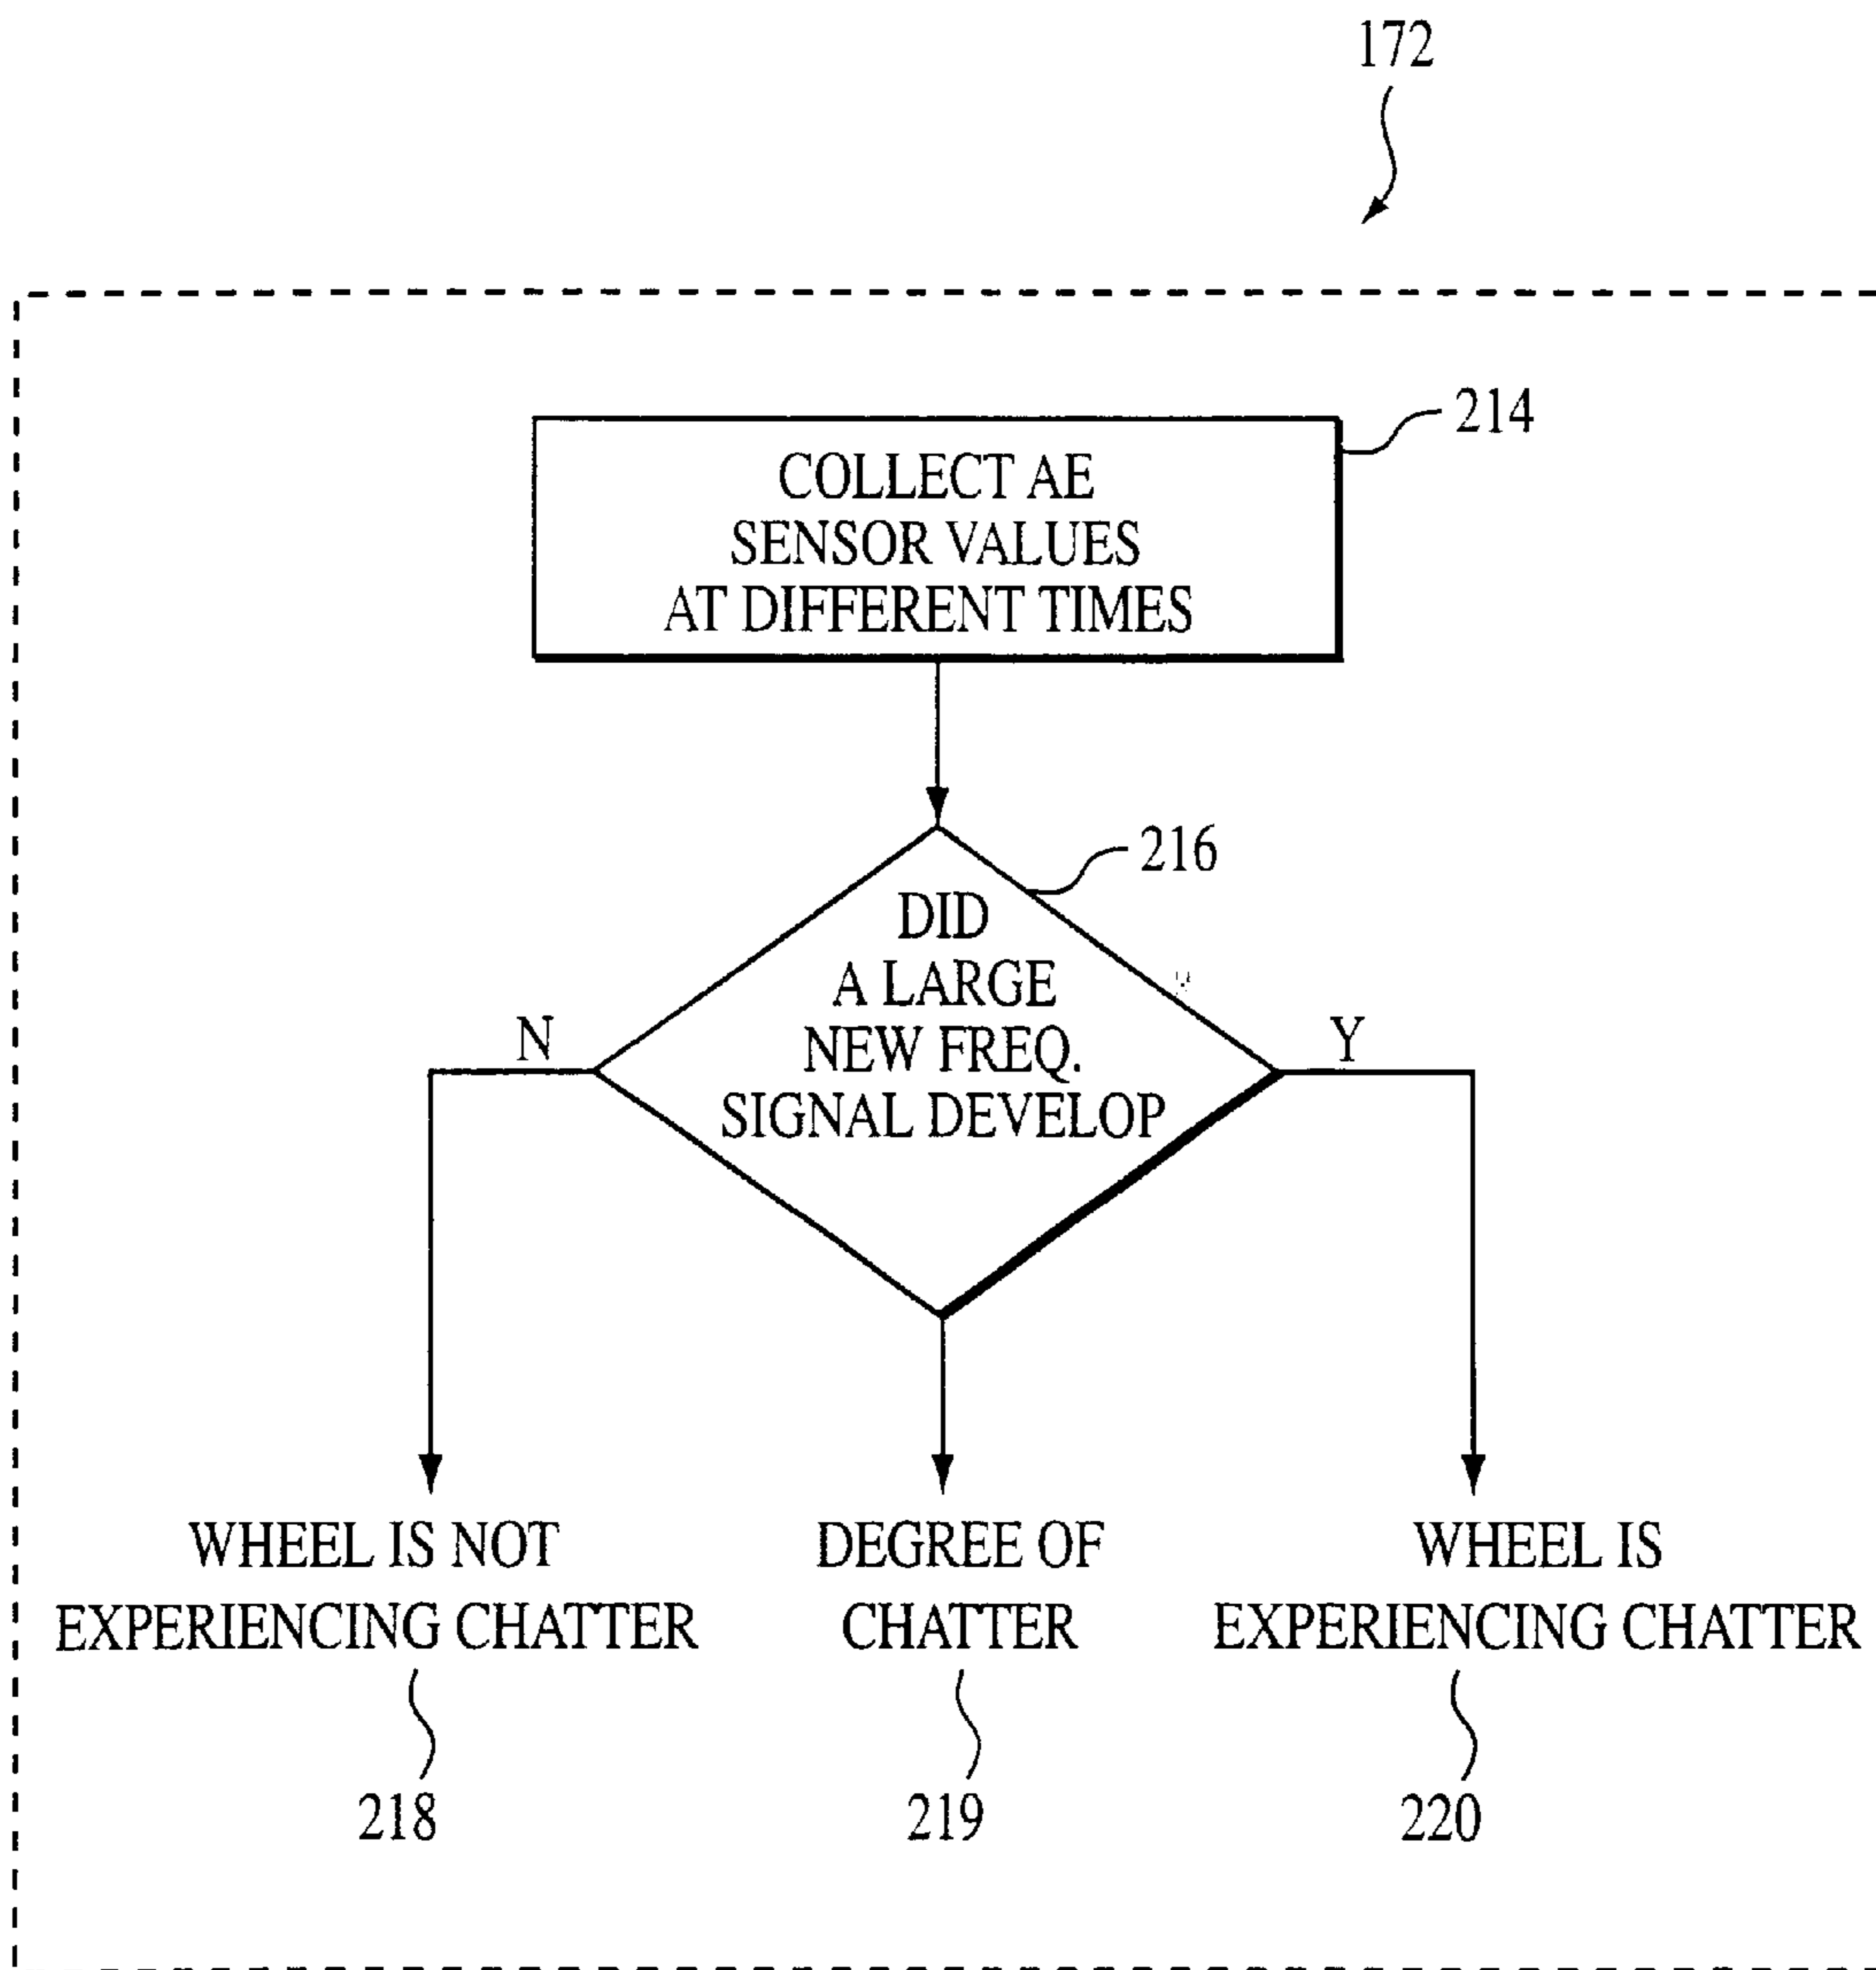 172
COLLECT AE
SENSOR VALUES
AT DIFFERENT TIMES
214
216
DID
A LARGE
NEW FREQ.
SIGNAL DEVELOP
N
Y
WHEEL IS NOT
EXPERIENCING CHATTER
DEGREE OF
CHATTER
WHEEL IS
EXPERIENCING CHATTER
218
219
220